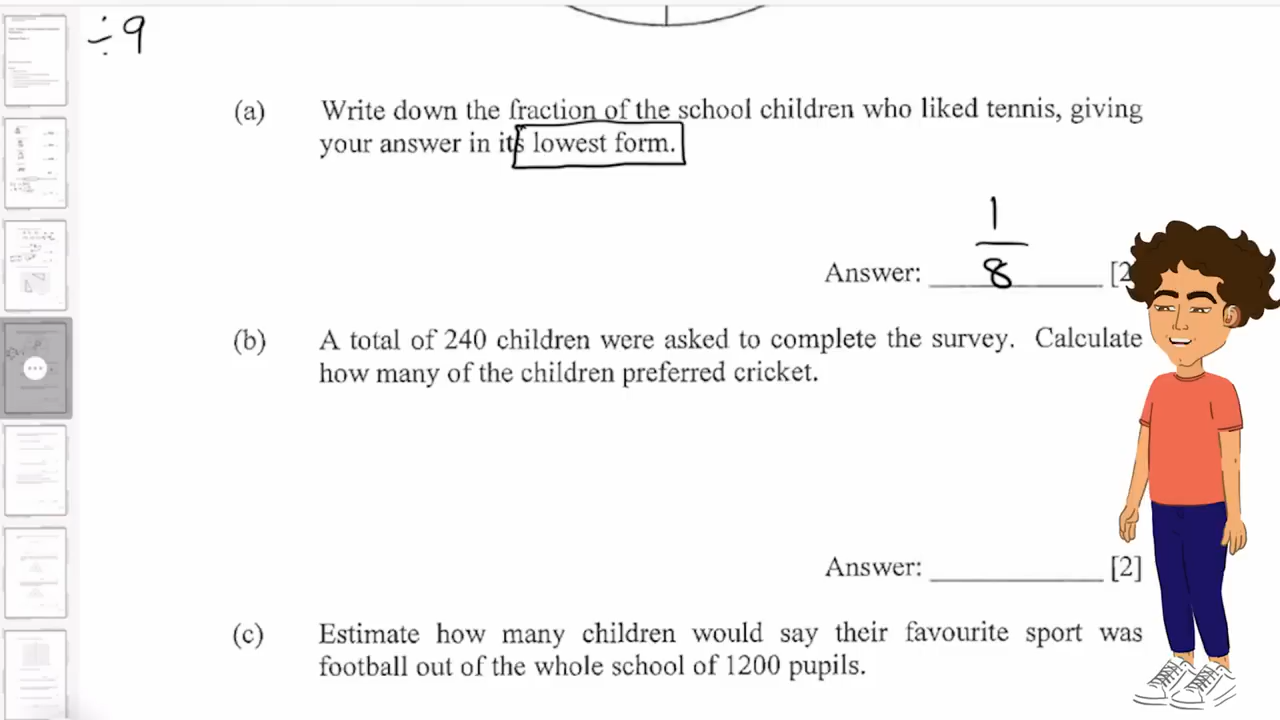 ÷9
(a) Write down the fraction of the school children who liked tennis, giving
your answer in its lowest form.
1
8
Answer: ____________ [2
(b) A total of 240 children were asked to complete the survey. Calculate
how many of the children preferred cricket.
Answer: ____________ [2]
(c) Estimate how many children would say their favourite sport was
football out of the whole school of 1200 pupils.